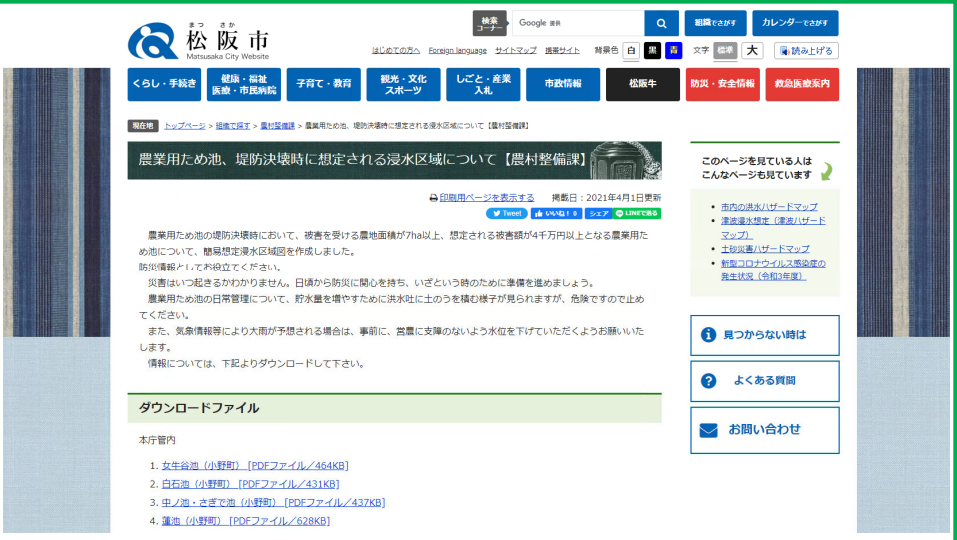 まつ さか
松阪市
Matsusaka City Website
検索
コーナー
Google 提供
組織でさがす
カレンダーでさがす
はじめての方へ Foreign language サイトマップ 携帯サイト 背景色 白 黒 青 文字 標準 大 読み上げる
くらし・手続き
健康・福祉
医療・市民病院
子育て・教育
観光・文化
スポーツ
しごと・産業
入札
市政情報
松阪牛
防災・安全情報
救急医療案内
現在地 トップページ > 組織で探す > 農村整備課 > 農業用ため池、堤防決壊時に想定される浸水区域について【農村整備課】
農業用ため池、堤防決壊時に想定される浸水区域について【農村整備課】
印刷用ページを表示する 掲載日:2021年4月1日更新
Tweet いいね! 0 シェア LINEで送る
農業用ため池の堤防決壊時において、被害を受ける農地面積が7ha以上、想定される被害額が4千万円以上となる農業用た
め池について、簡易想定浸水区域図を作成しました。
防災情報としてお役立てください。
災害はいつ起きるかわかりません。日頃から防災に関心を持ち、いざという時のために準備を進めましょう。
農業用ため池の日常管理について、貯水量を増やすために洪水吐に土のうを積む様子が見られますが、危険ですので止め
てください。
また、気象情報等により大雨が予想される場合は、事前に、営農に支障のないよう水位を下げていただくようお願いいた
します。
情報については、下記よりダウンロードして下さい。
ダウンロードファイル
本庁管内
1. 女牛谷池(小野町) [PDFファイル/464KB]
2. 白石池(小野町) [PDFファイル/431KB]
3. 中ノ池・さぎで池(小野町) [PDFファイル/437KB]
4. 蓮池(小野町) [PDFファイル/628KB]
このページを見ている人は
こんなページも見ています
市内の洪水ハザードマップ
津波浸水想定(津波ハザード
マップ)
土砂災害ハザードマップ
新型コロナウイルス感染症の
発生状況(令和3年度)
見つからない時は
よくある質問
お問い合わせ